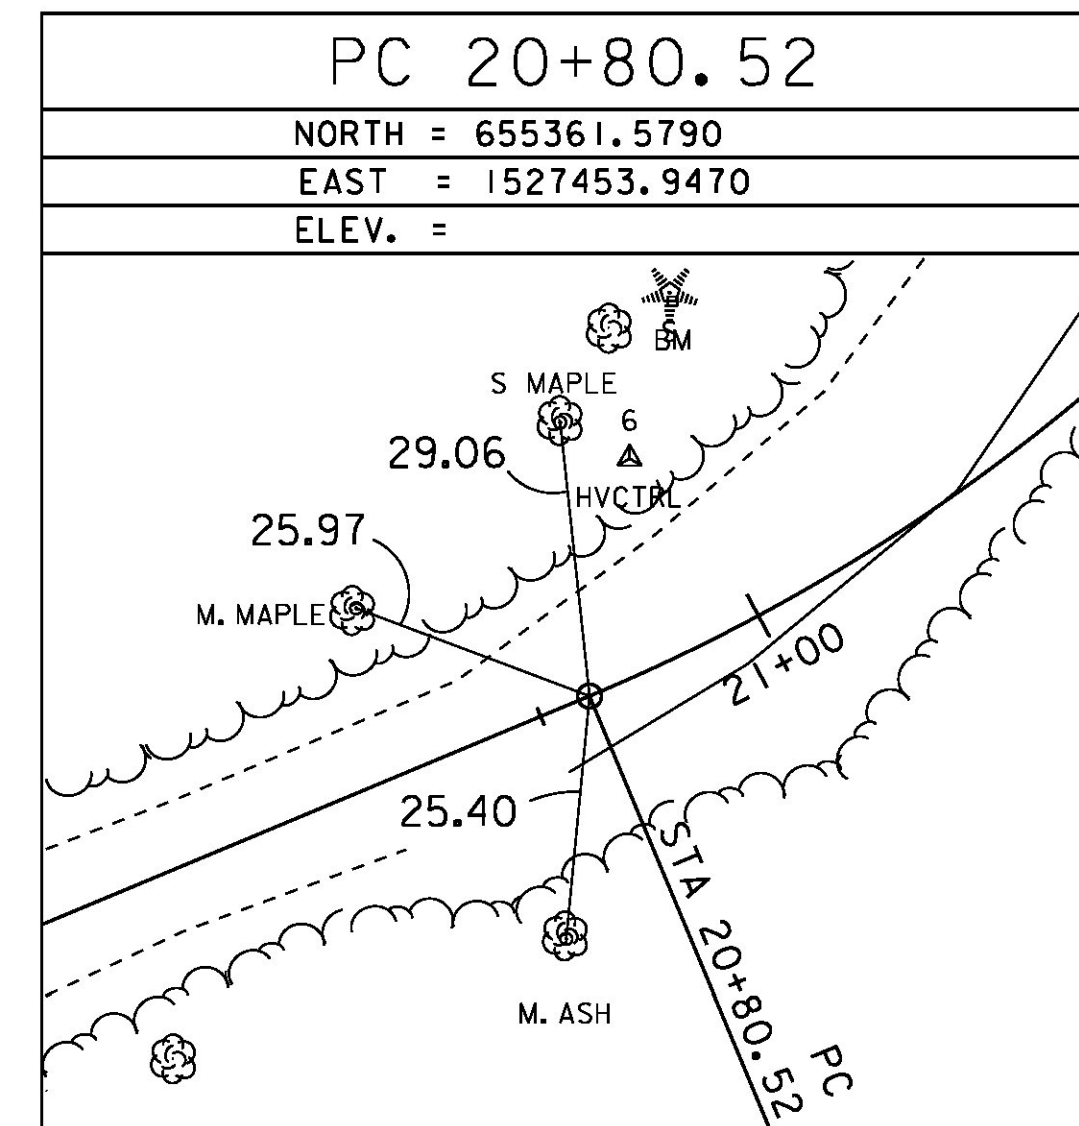 PC 20+80.52
NORTH = 655361.5790
EAST = 1527453.9470
ELEV. =
BM
S MAPLE
6
29.06
HVCTRL
25.97
M. MAPLE
21+00
25.40
STA 20+80.52
M. ASH
PC